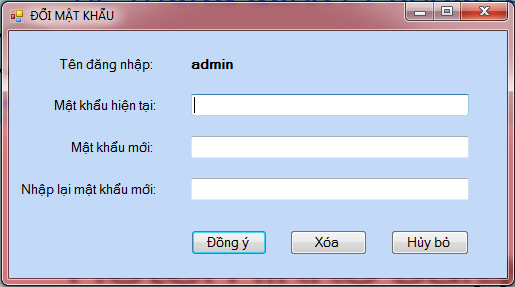 ĐỔI MẬT KHẨU
Tên đăng nhập: admin
Mật khẩu hiện tại:
Mật khẩu mới:
Nhập lại mật khẩu mới:
Đồng ý Xóa Hủy bỏ